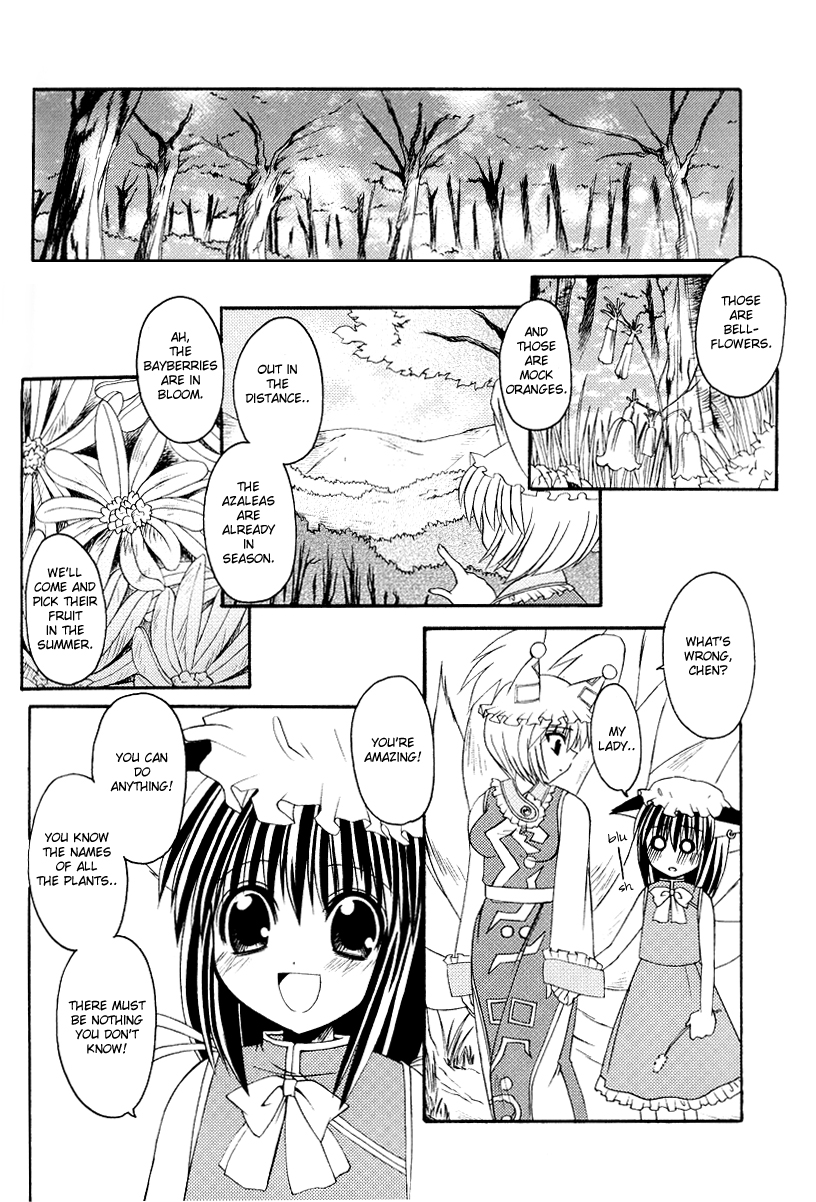 THOSE
ARE
BELL-
FLOWERS.
AND
THOSE
ARE
MOCK
ORANGES.
OUT
IN THE
DISTANCE..
THE
AZALEAS
ARE
ALREADY
IN
SEASON.
AH,
THE
BAYBERRIES
ARE IN
BLOOM.
WE'LL
COME AND
PICK THEIR
FRUIT
IN THE
SUMMER.
WHAT'S
WRONG,
CHEN?
MY
LADY..
blu
sh
YOU'RE
AMAZING!
YOU CAN
DO
ANYTHING!
YOU KNOW
THE NAMES
OF ALL
THE PLANTS..
THERE MUST
BE NOTHING
YOU DON'T
KNOW!